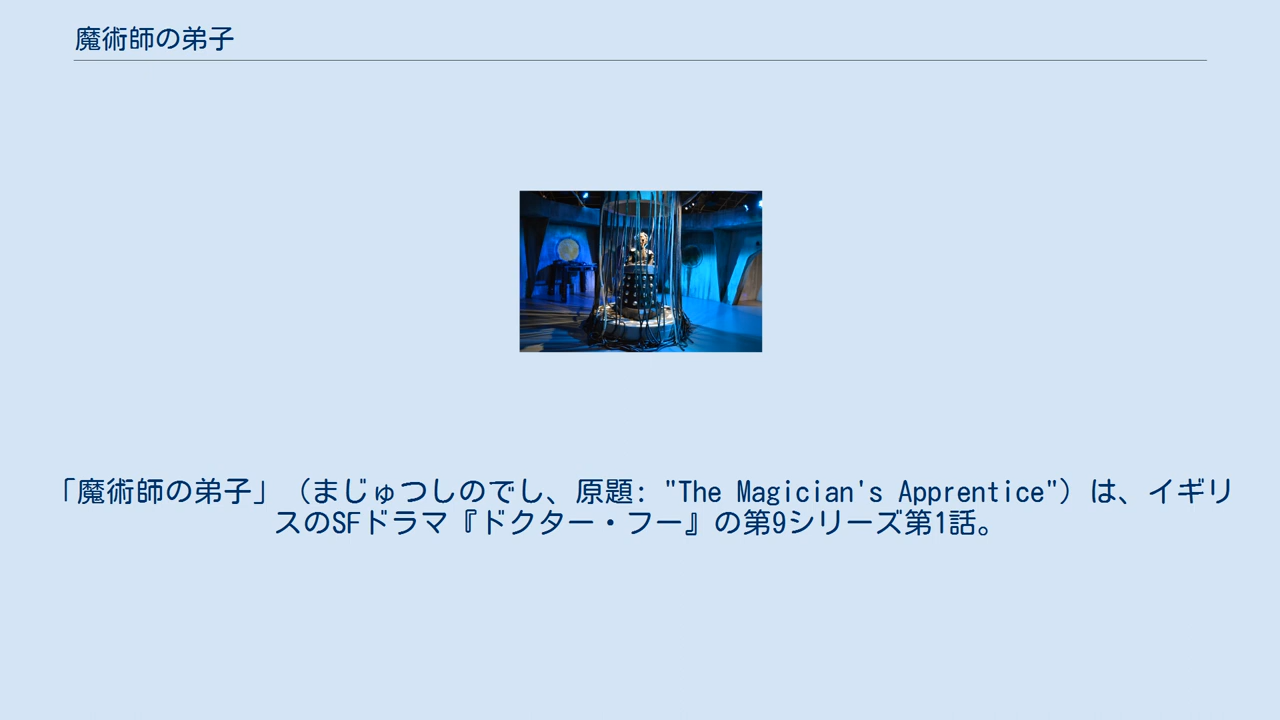 魔術師の弟子
「魔術師の弟子」（まじゅつしのでし、原題: "The Magician's Apprentice"）は、イギリ
スのSFドラマ『ドクター・フー』の第9シリーズ第1話。